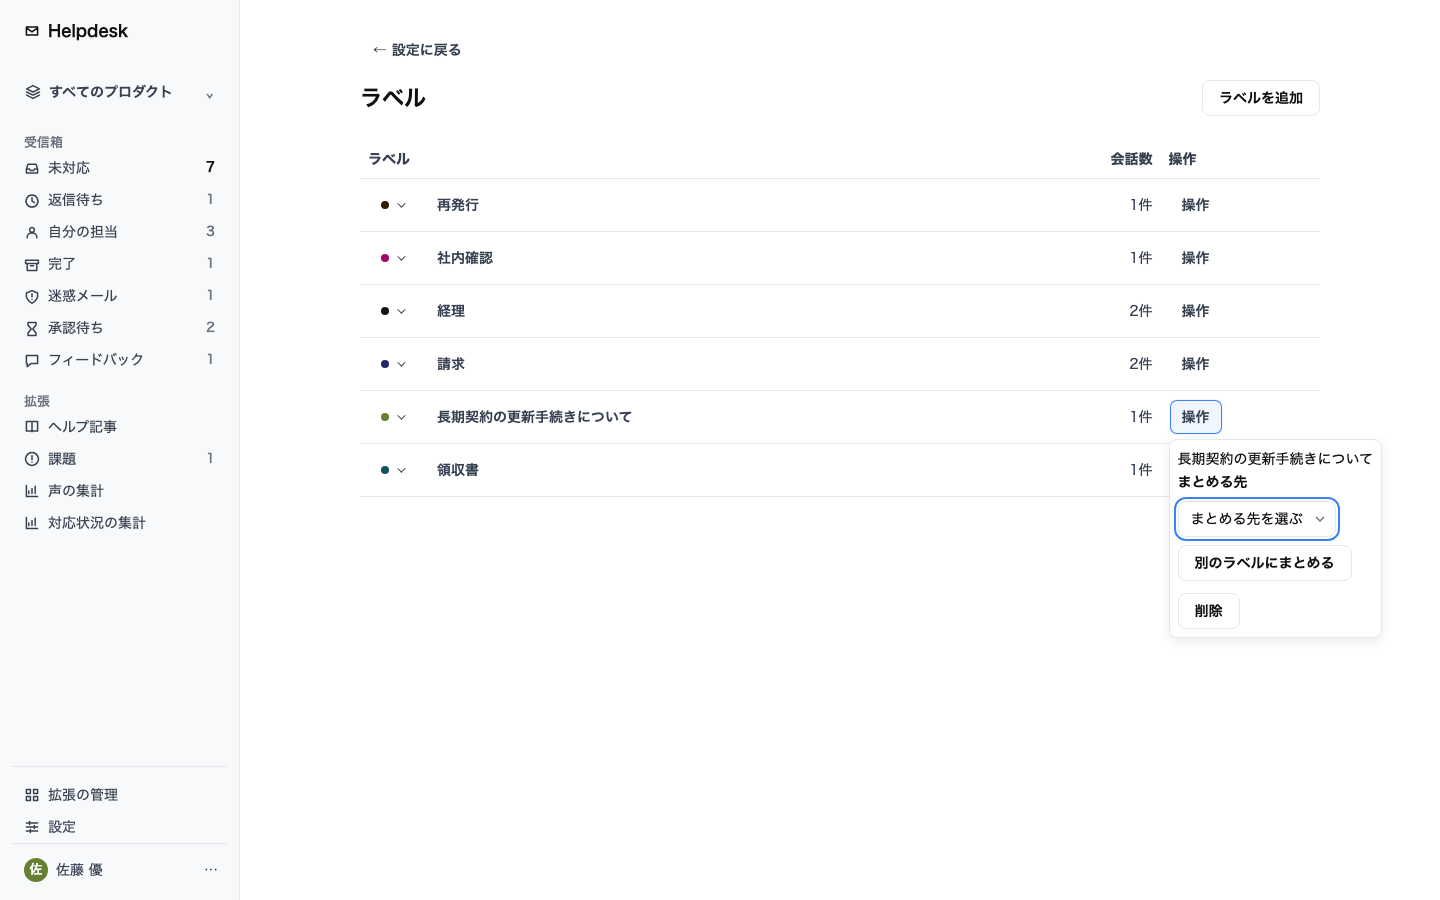 Helpdesk
すべてのプロダクト
受信箱
未対応 7
返信待ち 1
自分の担当 3
完了 1
迷惑メール 1
承認待ち 2
フィードバック 1
拡張
ヘルプ記事
課題 1
声の集計
対応状況の集計
拡張の管理
設定
佐 佐藤 優 …
← 設定に戻る
ラベル
ラベルを追加
ラベル 会話数 操作
再発行 1件 操作
社内確認 1件 操作
経理 2件 操作
請求 2件 操作
長期契約の更新手続きについて 1件 操作
領収書 1件
長期契約の更新手続きについて
まとめる先
まとめる先を選ぶ
別のラベルにまとめる
削除